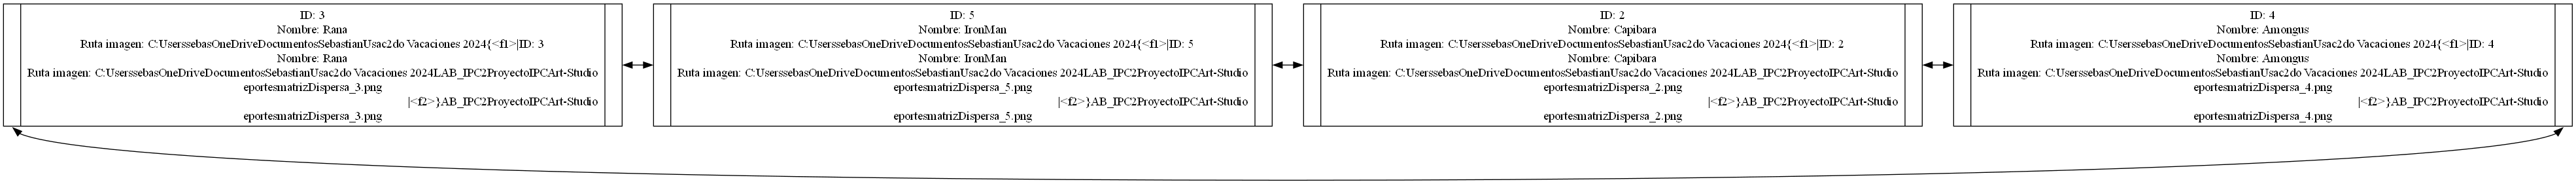 ID: 3
Nombre: Rana
Ruta imagen: C:UserssebasOneDriveDocumentosSebastianUsac2do Vacaciones 2024{<f1>|ID: 3
Nombre: Rana
Ruta imagen: C:UserssebasOneDriveDocumentosSebastianUsac2do Vacaciones 2024LAB_IPC2ProyectoIPCArt-Studio
eportesmatrizDispersa_3.png
|<f2>}AB_IPC2ProyectoIPCArt-Studio
eportesmatrizDispersa_3.png
ID: 5
Nombre: IronMan
Ruta imagen: C:UserssebasOneDriveDocumentosSebastianUsac2do Vacaciones 2024{<f1>|ID: 5
Nombre: IronMan
Ruta imagen: C:UserssebasOneDriveDocumentosSebastianUsac2do Vacaciones 2024LAB_IPC2ProyectoIPCArt-Studio
eportesmatrizDispersa_5.png
|<f2>}AB_IPC2ProyectoIPCArt-Studio
eportesmatrizDispersa_5.png
ID: 2
Nombre: Capibara
Ruta imagen: C:UserssebasOneDriveDocumentosSebastianUsac2do Vacaciones 2024{<f1>|ID: 2
Nombre: Capibara
Ruta imagen: C:UserssebasOneDriveDocumentosSebastianUsac2do Vacaciones 2024LAB_IPC2ProyectoIPCArt-Studio
eportesmatrizDispersa_2.png
|<f2>}AB_IPC2ProyectoIPCArt-Studio
eportesmatrizDispersa_2.png
ID: 4
Nombre: Amongus
Ruta imagen: C:UserssebasOneDriveDocumentosSebastianUsac2do Vacaciones 2024{<f1>|ID: 4
Nombre: Amongus
Ruta imagen: C:UserssebasOneDriveDocumentosSebastianUsac2do Vacaciones 2024LAB_IPC2ProyectoIPCArt-Studio
eportesmatrizDispersa_4.png
|<f2>}AB_IPC2ProyectoIPCArt-Studio
eportesmatrizDispersa_4.png